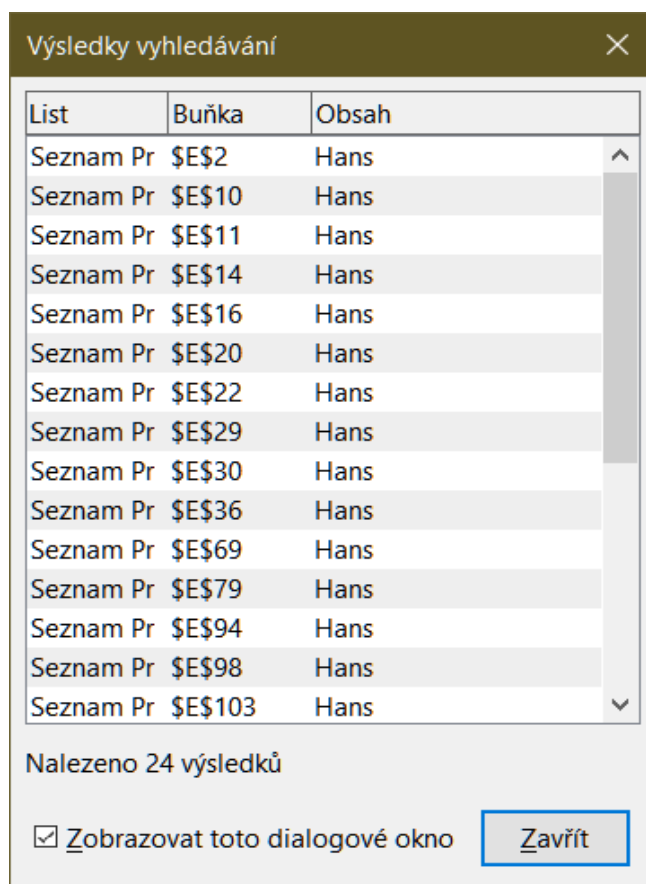 Výsledky vyhledávání
List Buňka Obsah
Seznam Pr $E$2 Hans
Seznam Pr $E$10 Hans
Seznam Pr $E$11 Hans
Seznam Pr $E$14 Hans
Seznam Pr $E$16 Hans
Seznam Pr $E$20 Hans
Seznam Pr $E$22 Hans
Seznam Pr $E$29 Hans
Seznam Pr $E$30 Hans
Seznam Pr $E$36 Hans
Seznam Pr $E$69 Hans
Seznam Pr $E$79 Hans
Seznam Pr $E$94 Hans
Seznam Pr $E$98 Hans
Seznam Pr $E$103 Hans
Nalezeno 24 výsledků
Zobrazovat toto dialogové okno Zavřít